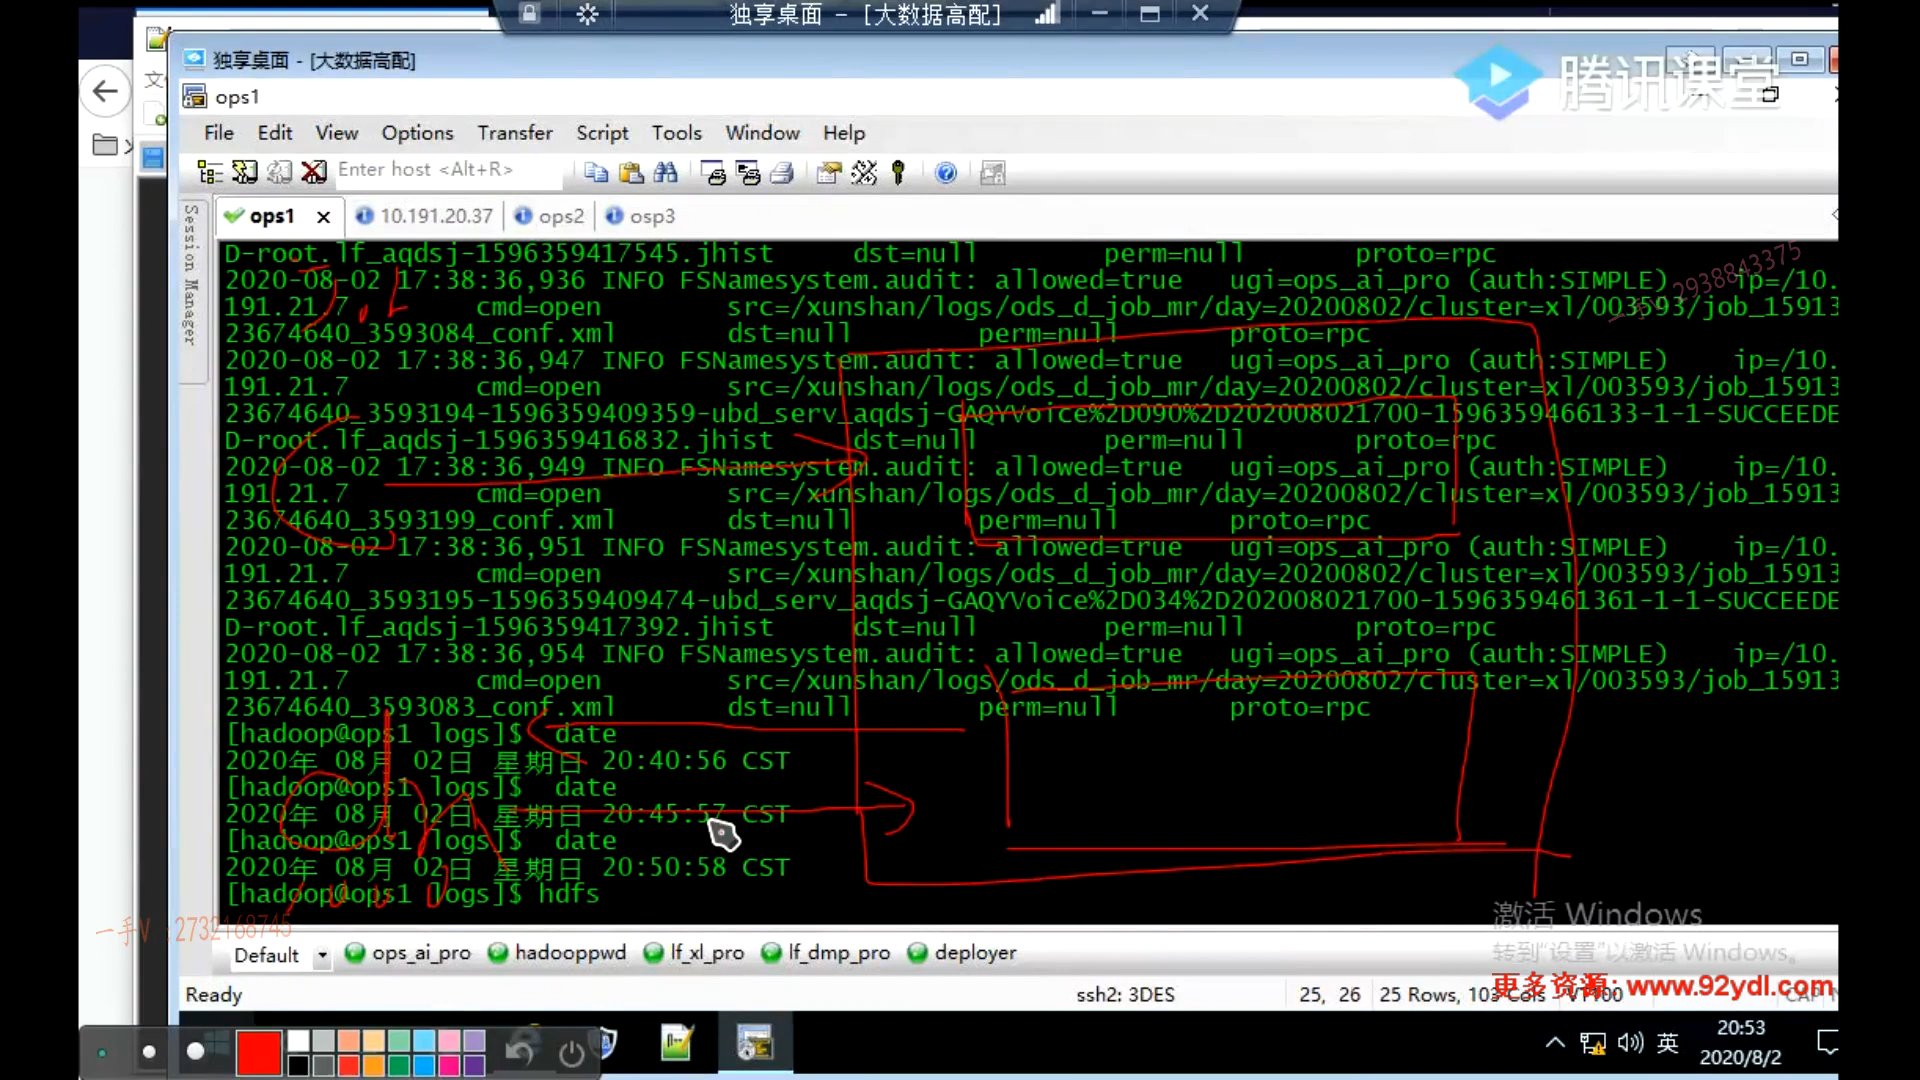 独享桌面 - [大数据高配]
独享桌面 - [大数据高配]
腾讯课堂
ops1
File Edit View Options Transfer Script Tools Window Help
Enter host <Alt+R>
Session Manager
ops1 10.191.20.37 ops2 osp3
D-root.lf_aqdsj-1596359417545.jhist dst=null perm=null proto=rpc
2020-08-02 17:38:36,936 INFO FSNamesystem.audit: allowed=true ugi=ops_ai_pro (auth:SIMPLE) ip=/10.
191.21.7 cmd=open src=/xunshan/logs/ods_d_job_mr/day=20200802/cluster=xl/003593/job_15913
23674640_3593084_conf.xml dst=null perm=null proto=rpc
2020-08-02 17:38:36,947 INFO FSNamesystem.audit: allowed=true ugi=ops_ai_pro (auth:SIMPLE) ip=/10.
191.21.7 cmd=open src=/xunshan/logs/ods_d_job_mr/day=20200802/cluster=xl/003593/job_15913
23674640_3593194-1596359409359-ubd_serv_aqdsj-GAQYVoice%2D090%2D202008021700-1596359466133-1-1-SUCCEEDE
D-root.lf_aqdsj-1596359416832.jhist dst=null perm=null proto=rpc
2020-08-02 17:38:36,949 INFO FSNamesystem.audit: allowed=true ugi=ops_ai_pro (auth:SIMPLE) ip=/10.
191.21.7 cmd=open src=/xunshan/logs/ods_d_job_mr/day=20200802/cluster=xl/003593/job_15913
23674640_3593199_conf.xml dst=null perm=null proto=rpc
2020-08-02 17:38:36,951 INFO FSNamesystem.audit: allowed=true ugi=ops_ai_pro (auth:SIMPLE) ip=/10.
191.21.7 cmd=open src=/xunshan/logs/ods_d_job_mr/day=20200802/cluster=xl/003593/job_15913
23674640_3593195-1596359409474-ubd_serv_aqdsj-GAQYVoice%2D034%2D202008021700-1596359461361-1-1-SUCCEEDE
D-root.lf_aqdsj-1596359417392.jhist dst=null perm=null proto=rpc
2020-08-02 17:38:36,954 INFO FSNamesystem.audit: allowed=true ugi=ops_ai_pro (auth:SIMPLE) ip=/10.
191.21.7 cmd=open src=/xunshan/logs/ods_d_job_mr/day=20200802/cluster=xl/003593/job_15913
23674640_3593083_conf.xml dst=null perm=null proto=rpc
[hadoop@ops1 logs]$ date
2020年 08月 02日 星期日 20:40:56 CST
[hadoop@ops1 logs]$ date
2020年 08月 02日 星期日 20:45:57 CST
[hadoop@ops1 logs]$ date
2020年 08月 02日 星期日 20:50:58 CST
[hadoop@ops1 logs]$ hdfs
一手V :2732168745
激活 Windows
转到"设置"以激活 Windows。
Default ops_ai_pro hadooppwd lf_xl_pro lf_dmp_pro deployer
更多资源: www.92ydl.com
Ready ssh2: 3DES 25, 26 25 Rows, 103 Cols VT100 CAP
英 20:53
2020/8/2